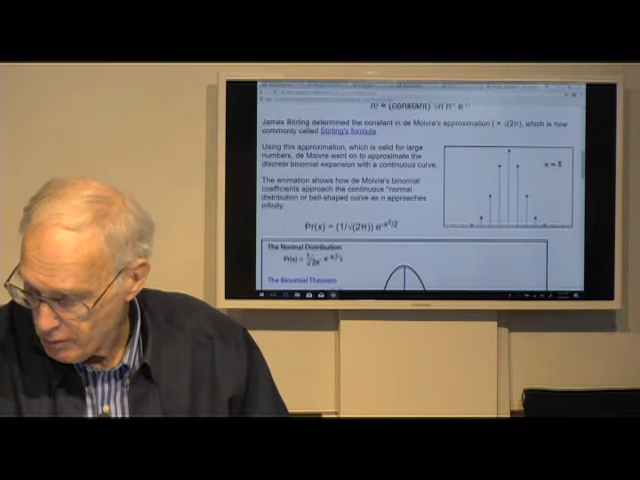 n! ≈ (constant) √n nⁿ e⁻ⁿ
James Stirling determined the constant in de Moivre's approximation ( = √(2π), which is now
commonly called Stirling's formula.
Using this approximation, which is valid for large
numbers, de Moivre went on to approximate the
discrete binomial expansion with a continuous curve.
n = 8
The animation shows how de Moivre's binomial
coefficients approach the continuous "normal
distribution or bell-shaped curve as n approaches
infinity.
Pr(x) = (1/√(2π)) e^-x²/2
The Normal Distribution
The Binomial Theorem